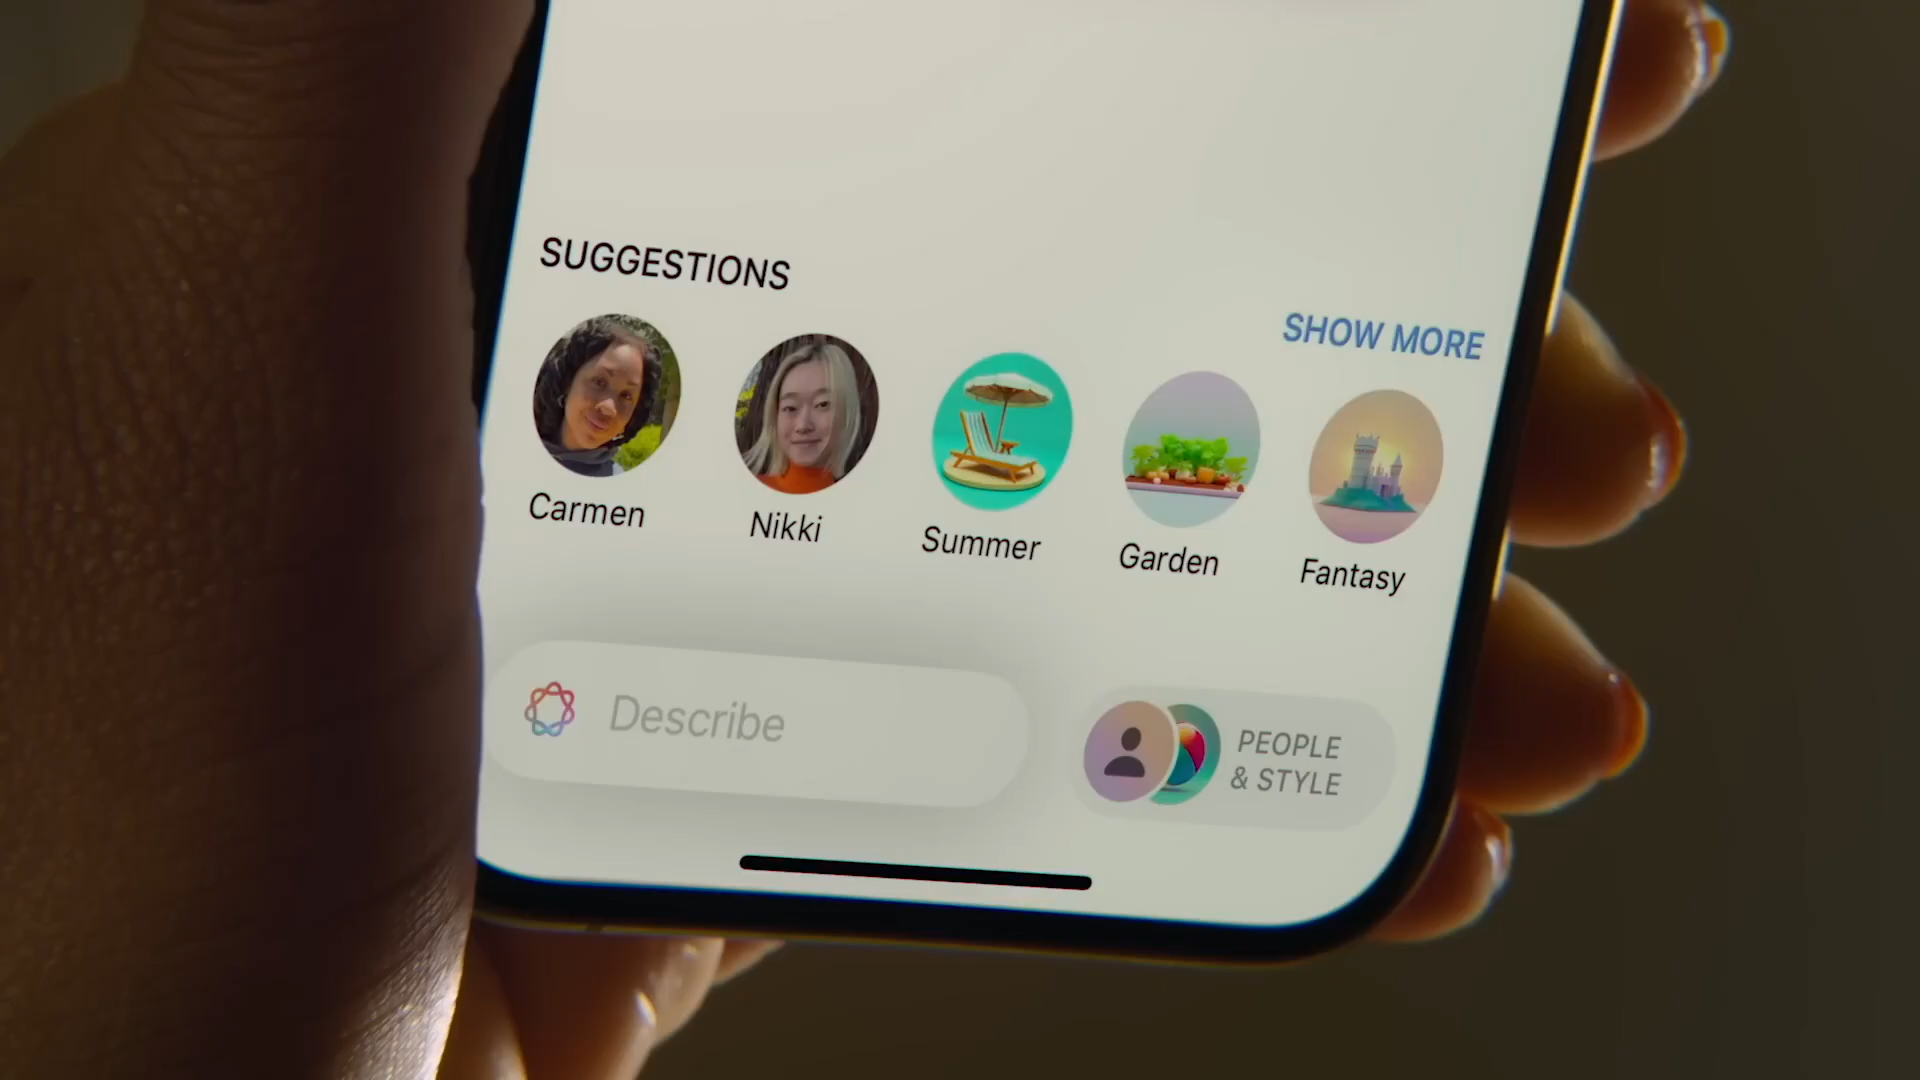 SUGGESTIONS
SHOW MORE
Carmen
Nikki
Summer
Garden
Fantasy
Describe
PEOPLE
& STYLE